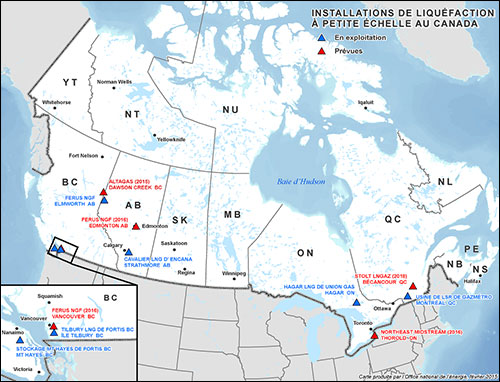 INSTALLATIONS DE LIQUÉFACTION
À PETITE ÉCHELLE AU CANADA
En exploitation
Prévues
YT
Norman Wells
Whitehorse
NT
NU
Iqaluit
Yellowknife
Fort Nelson
BC
ALTAGAS (2015)
DAWSON CREEK BC
FERUS NGF
ELMWORTH AB
AB
FERUS NGF (2016)
EDMONTON AB
Edmonton
SK
MB
Baie d'Hudson
NL
QC
ON
PE
NB
NS
Halifax
Calgary
Saskatoon
CAVALIER LNG D'ENCANA
STRATHMORE AB
Regina
Winnipeg
STOLT LNGAZ (2018)
BÉCANCOUR QC
HAGAR LNG DE UNION GAS
HAGAR ON
Ottawa
USINE DE LSR DE GAZMÉTRO
MONTRÉAL QC
Toronto
NORTHEAST MIDSTREAM (2016)
THOROLD ON
Squamish
BC
Vancouver
FERUS NGF (2016)
VANCOUVER BC
Nanaimo
TILBURY LNG DE FORTIS BC
ILE TILBURY BC
STOCKAGE MT HAYES DE FORTIS BC
MT HAYES BC
Victoria
Carte produite par l'Office national de l'énergie, février 2015